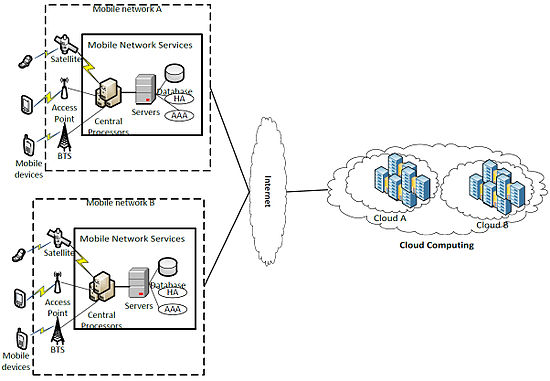 Mobile network A
Mobile Network Services
Satellite
Database
HA
Access
Point
Servers
AAA
Central
Processors
Mobile
devices
BTS
Internet
Cloud A
Cloud B
Cloud Computing
Mobile network B
Mobile Network Services
Satellite
Database
HA
Access
Point
Servers
AAA
Central
Processors
BTS
Mobile
devices